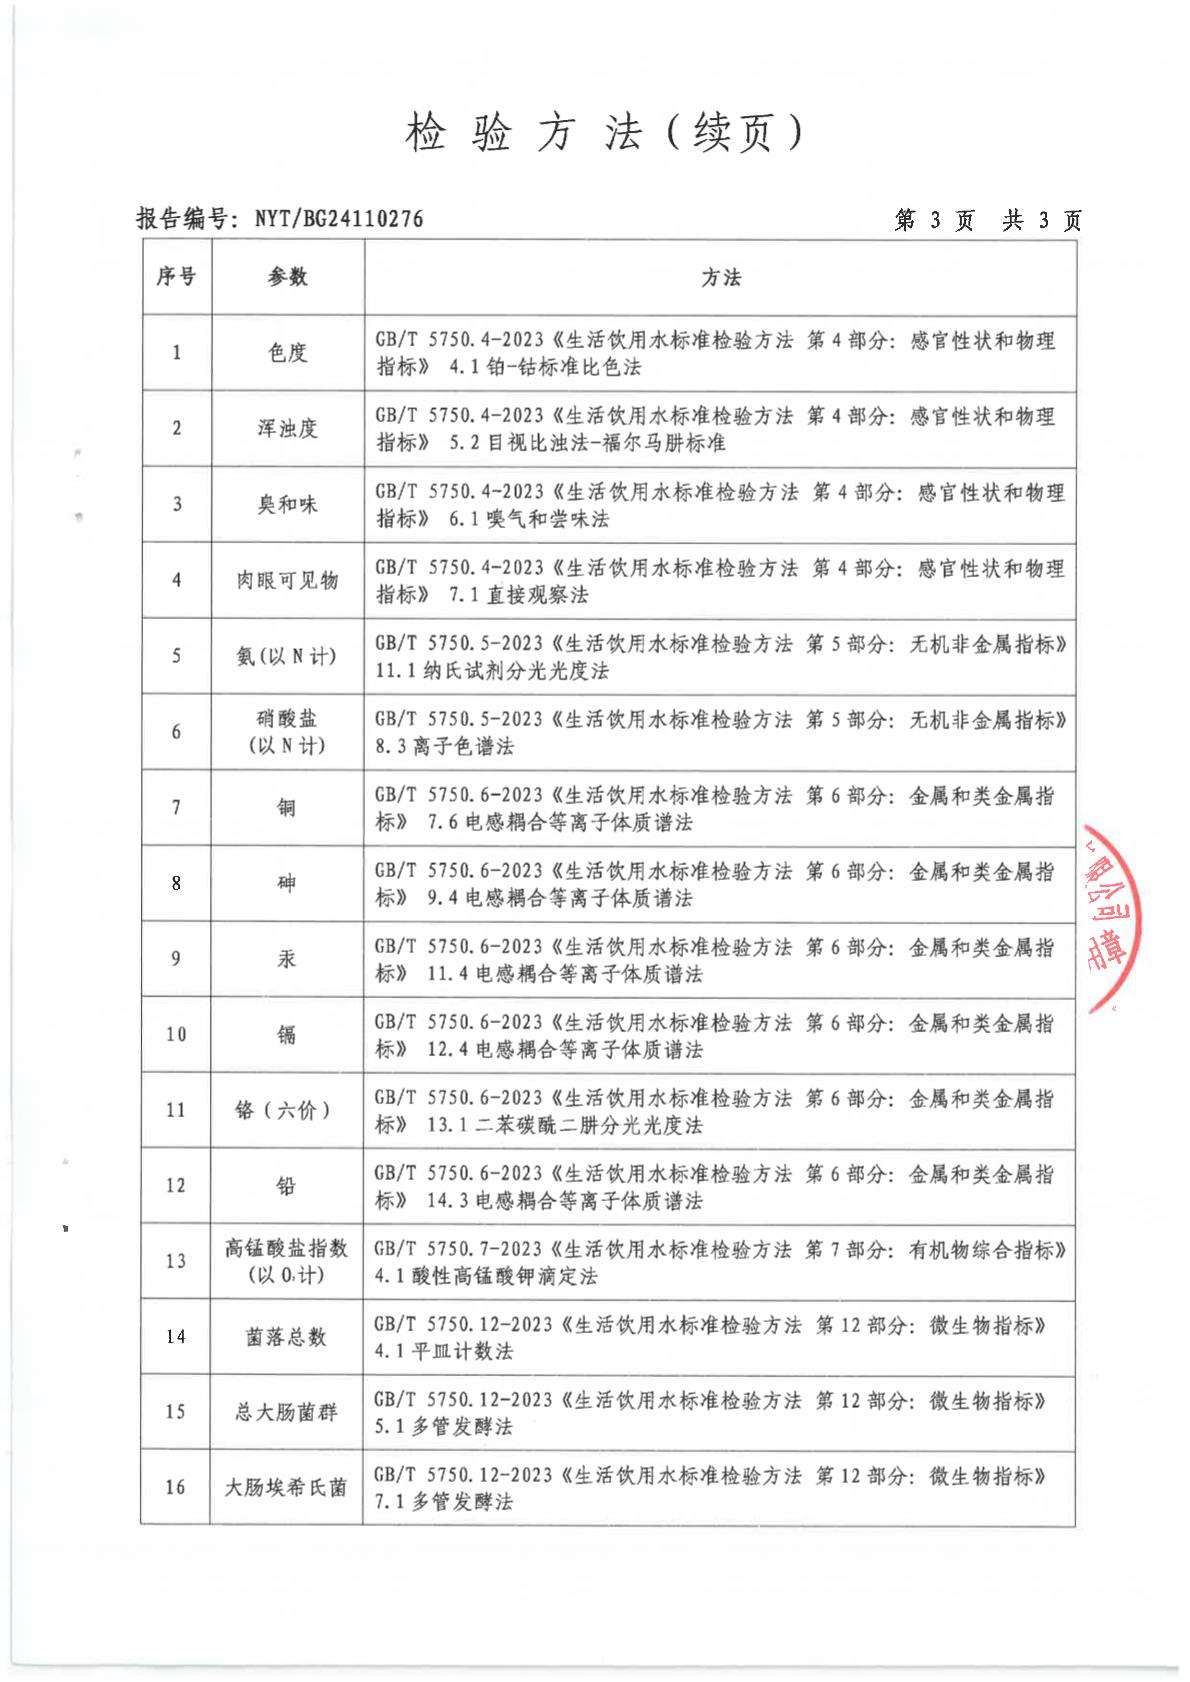 检验方法(续页)
报告编号: NYT/BG24110276 第 3 页 共 3 页
序号 参数 方法
1 色度 GB/T 5750.4-2023《生活饮用水标准检验方法 第4部分: 感官性状和物理
指标》 4.1铂-钴标准比色法
2 浑浊度 GB/T 5750.4-2023《生活饮用水标准检验方法 第4部分: 感官性状和物理
指标》 5.2目视比浊法-福尔马肼标准
3 臭和味 GB/T 5750.4-2023《生活饮用水标准检验方法 第4部分: 感官性状和物理
指标》 6.1嗅气和尝味法
4 肉眼可见物 GB/T 5750.4-2023《生活饮用水标准检验方法 第4部分: 感官性状和物理
指标》 7.1直接观察法
5 氨(以N计) GB/T 5750.5-2023《生活饮用水标准检验方法 第5部分: 无机非金属指标》
11.1纳氏试剂分光光度法
6 硝酸盐
(以N计) GB/T 5750.5-2023《生活饮用水标准检验方法 第5部分: 无机非金属指标》
8.3离子色谱法
7 铜 GB/T 5750.6-2023《生活饮用水标准检验方法 第6部分: 金属和类金属指
标》 7.6电感耦合等离子体质谱法
8 砷 GB/T 5750.6-2023《生活饮用水标准检验方法 第6部分: 金属和类金属指
标》 9.4电感耦合等离子体质谱法
9 汞 GB/T 5750.6-2023《生活饮用水标准检验方法 第6部分: 金属和类金属指
标》 11.4电感耦合等离子体质谱法
10 镉 GB/T 5750.6-2023《生活饮用水标准检验方法 第6部分: 金属和类金属指
标》 12.4电感耦合等离子体质谱法
11 铬(六价) GB/T 5750.6-2023《生活饮用水标准检验方法 第6部分: 金属和类金属指
标》 13.1二苯碳酰二肼分光光度法
12 铅 GB/T 5750.6-2023《生活饮用水标准检验方法 第6部分: 金属和类金属指
标》 14.3电感耦合等离子体质谱法
13 高锰酸盐指数
(以O₂计) GB/T 5750.7-2023《生活饮用水标准检验方法 第7部分: 有机物综合指标》
4.1酸性高锰酸钾滴定法
14 菌落总数 GB/T 5750.12-2023《生活饮用水标准检验方法 第12部分: 微生物指标》
4.1平皿计数法
15 总大肠菌群 GB/T 5750.12-2023《生活饮用水标准检验方法 第12部分: 微生物指标》
5.1多管发酵法
16 大肠埃希氏菌 GB/T 5750.12-2023《生活饮用水标准检验方法 第12部分: 微生物指标》
7.1多管发酵法
限公司
章